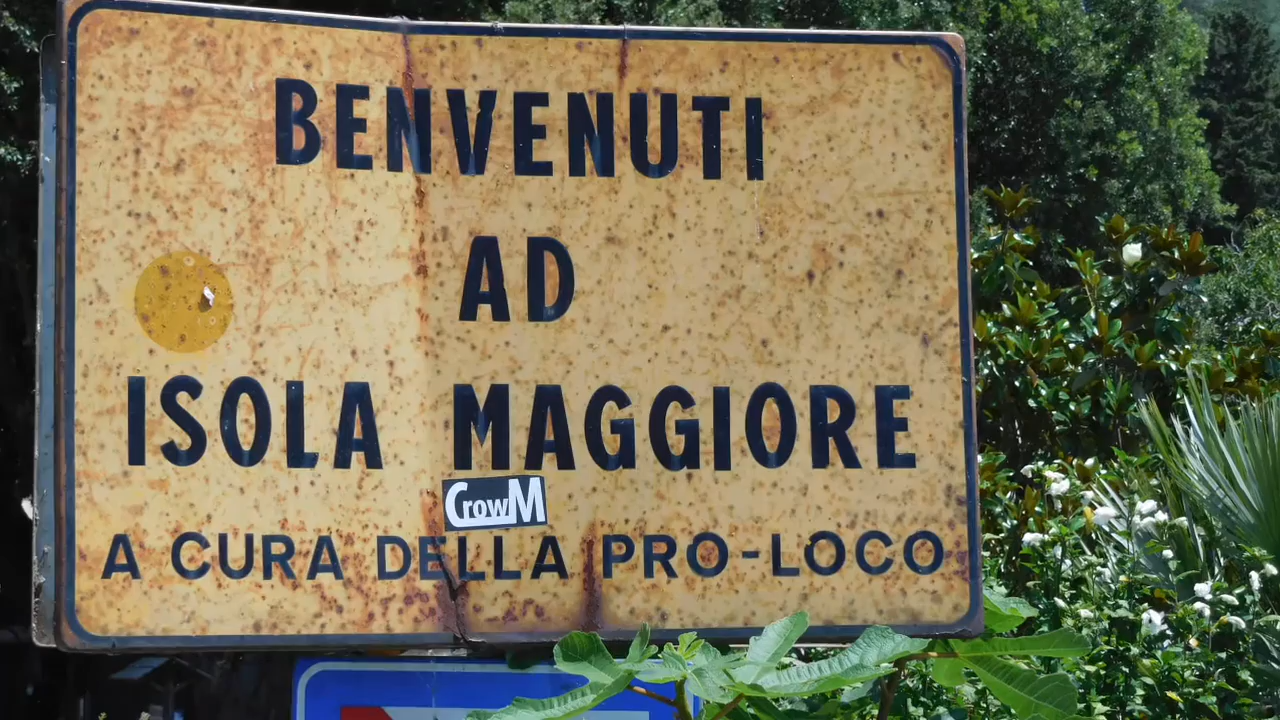 BENVENUTI
AD
ISOLA MAGGIORE
CrowM
A CURA DELLA PRO-LOCO